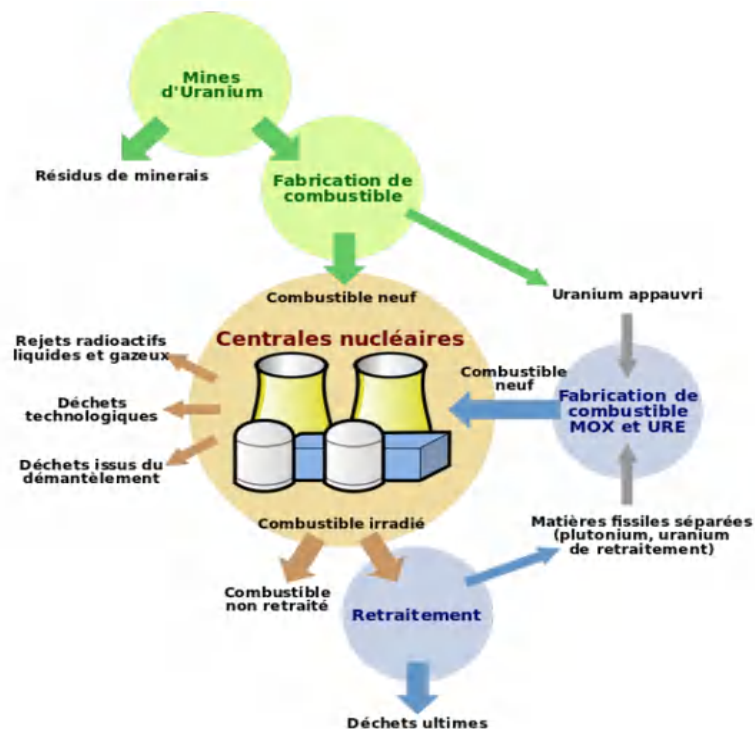 Mines
d'Uranium
Résidus de minerais
Fabrication de
combustible
Combustible neuf
Uranium appauvri
Centrales nucléaires
Rejets radioactifs
liquides et gazeux
Combustible
neuf
Déchets
technologiques
Fabrication de
combustible
MOX et URE
Déchets issus du
démantèlement
Combustible irradié
Matières fissiles séparées
(plutonium, uranium
de retraitement)
Combustible
non retraité
Retraitement
Déchets ultimes